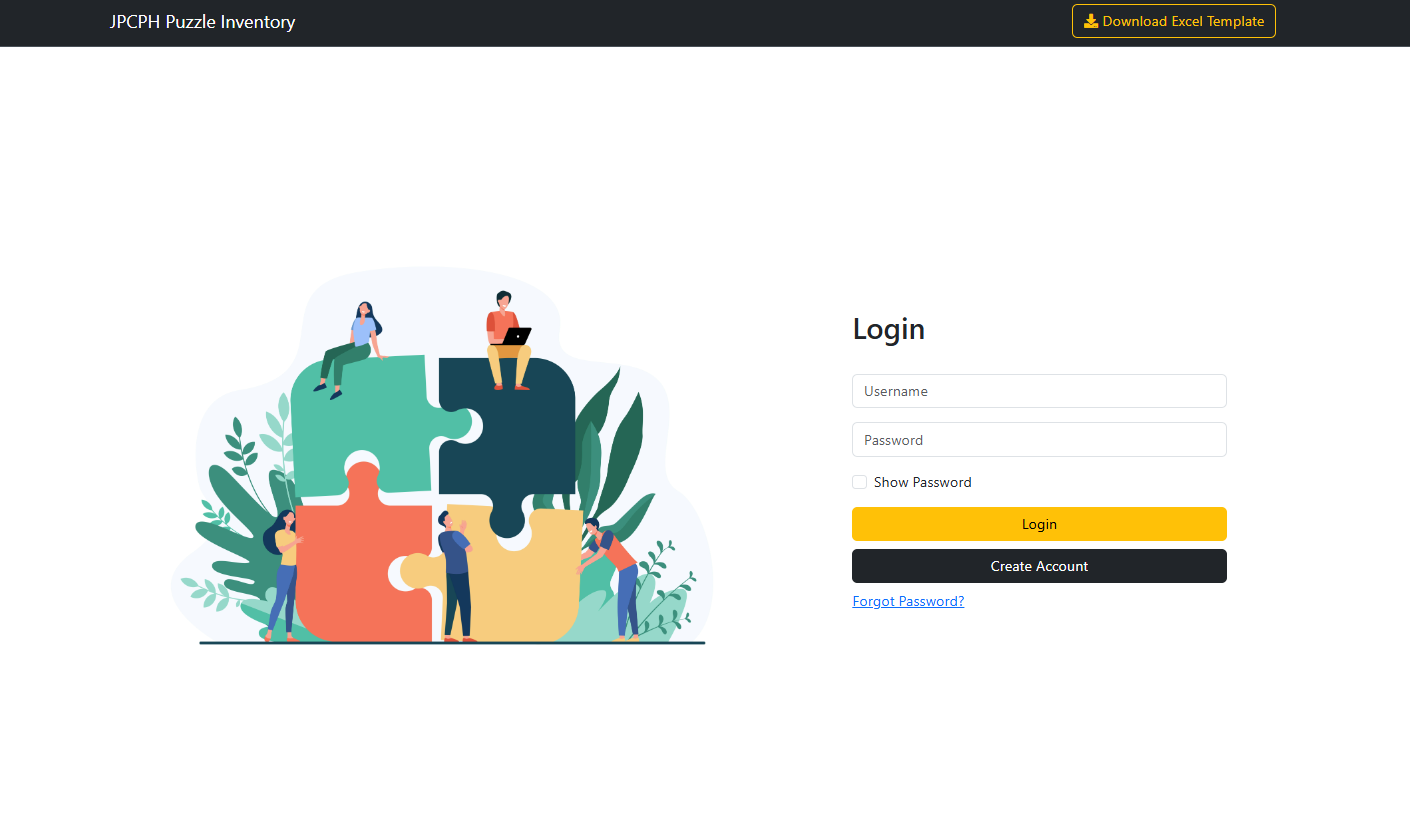 JPCPH Puzzle Inventory
Download Excel Template
Login
Username
Password
Show Password
Login
Create Account
Forgot Password?